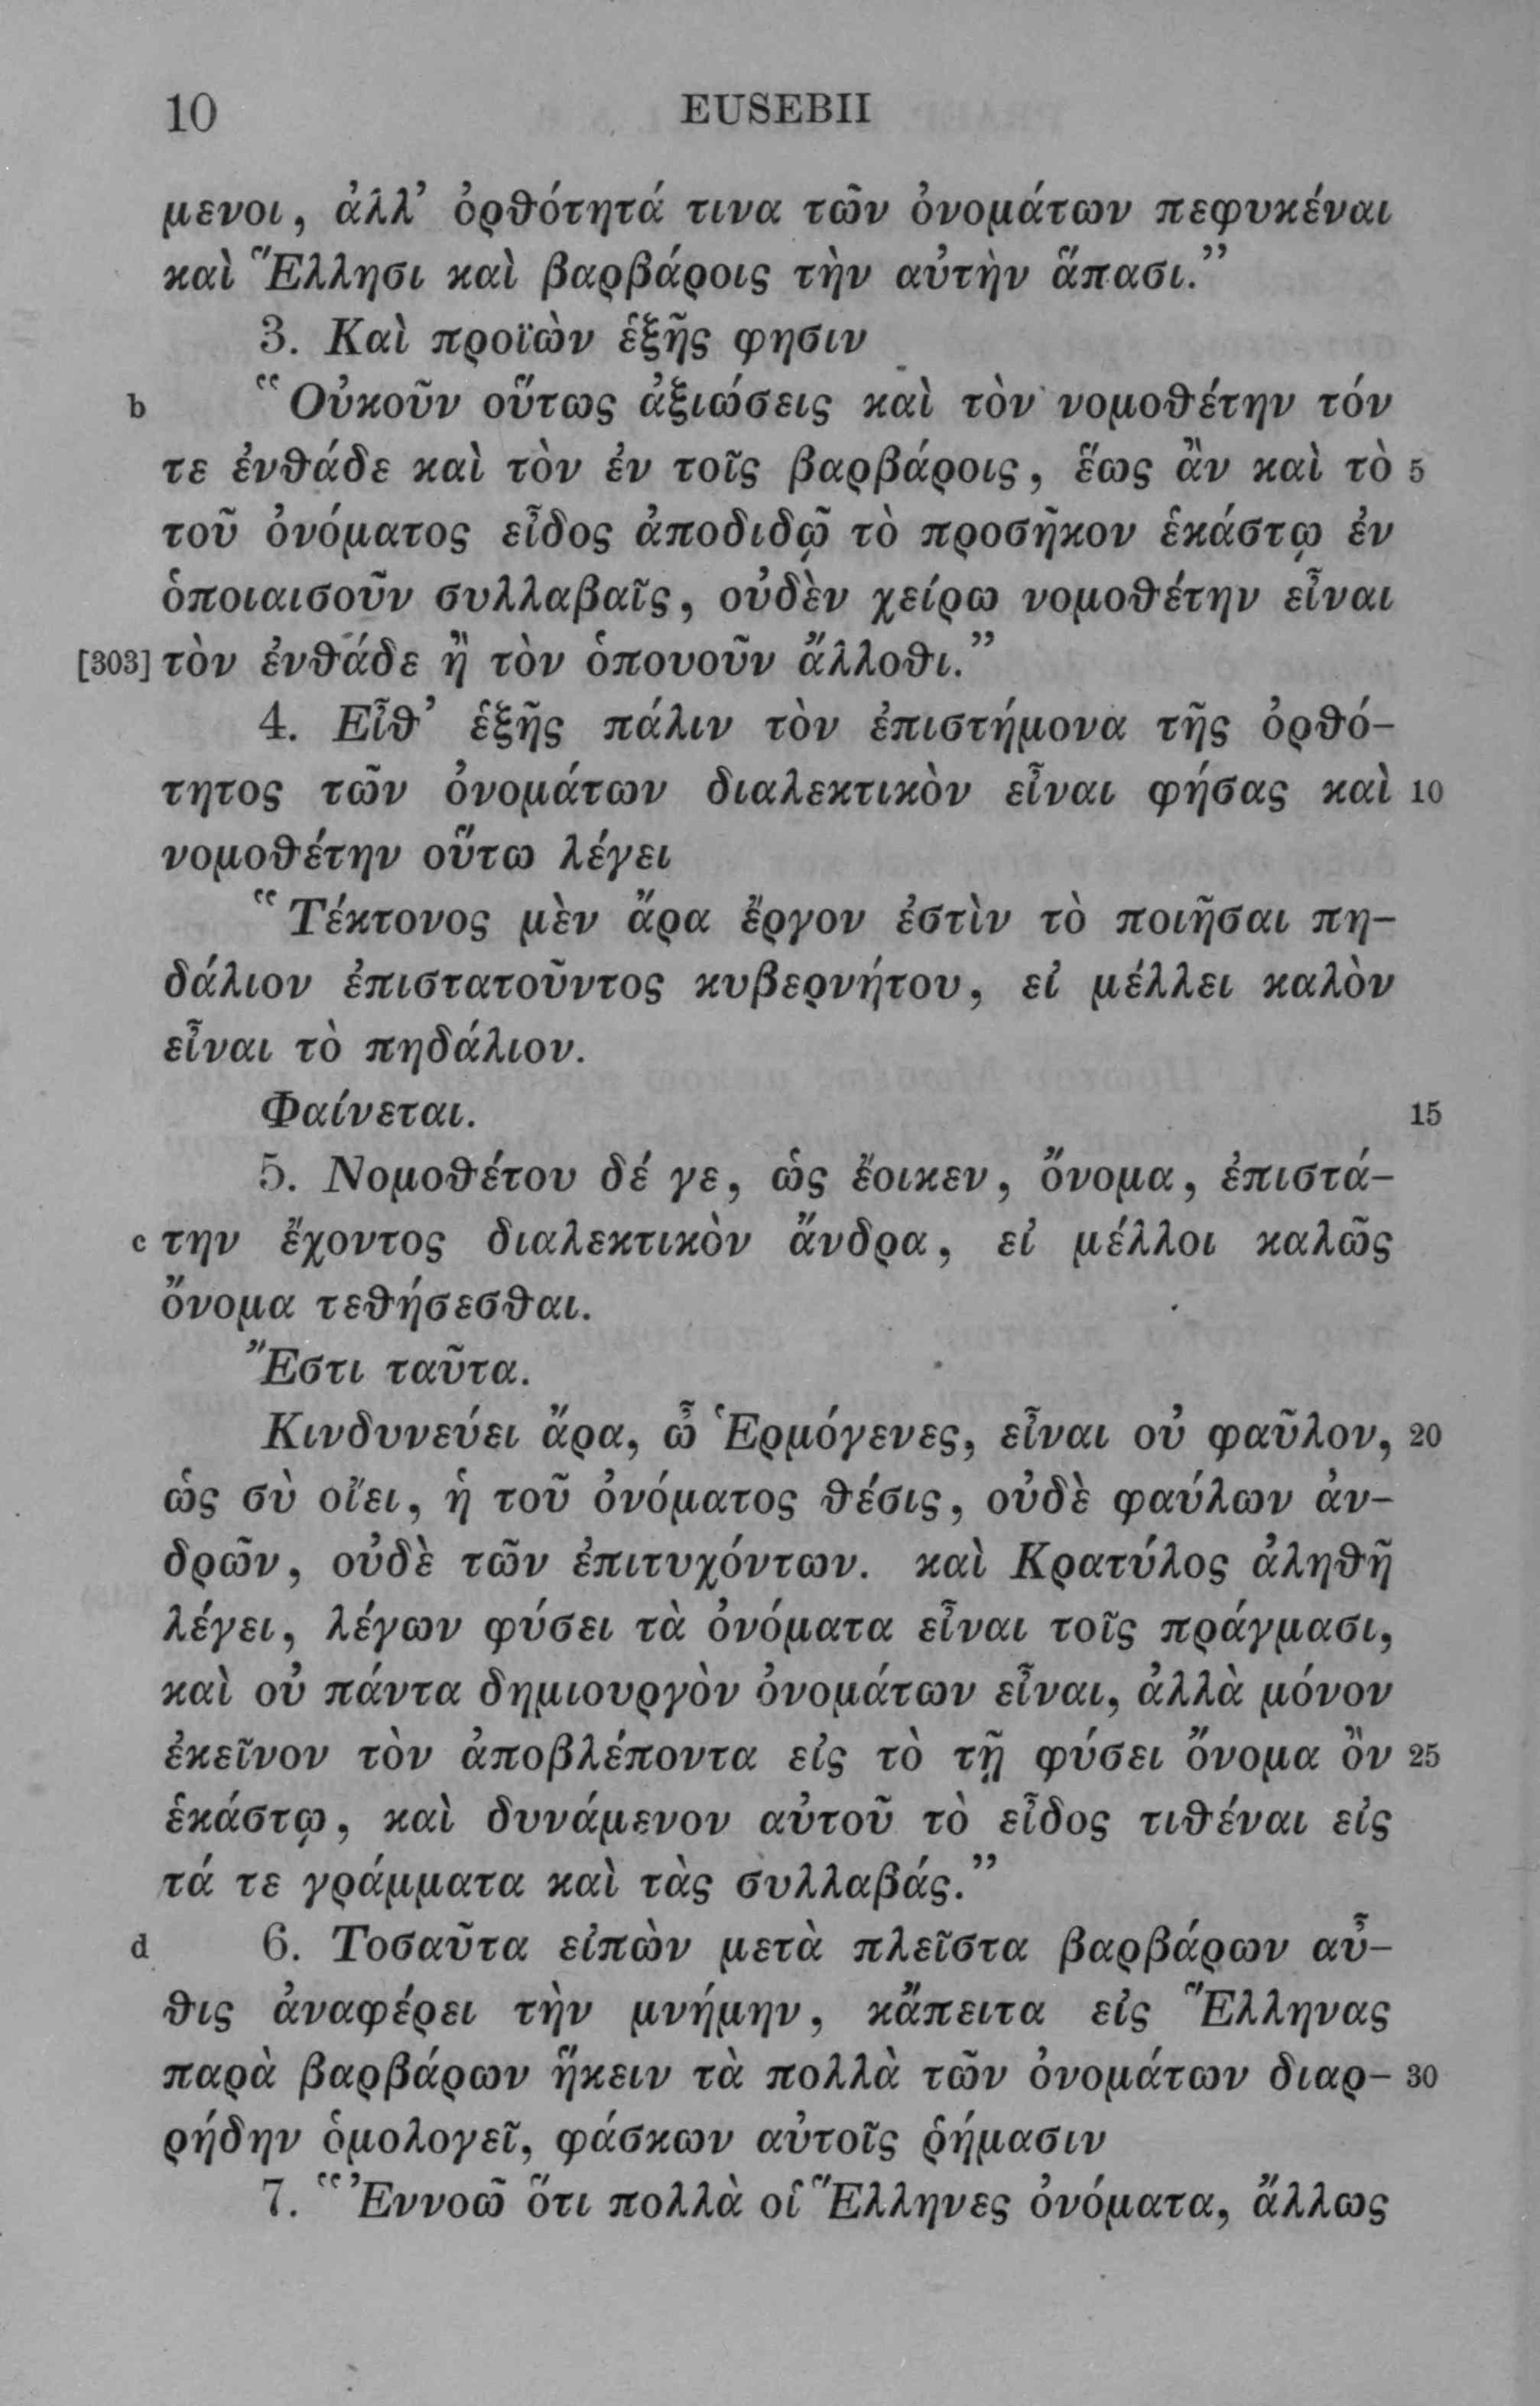 10 EUSEBII
μενοι, ἀλλ’ ὀρθότητά τινα τῶν ὀνομάτων πεφυκέναι
καὶ Ἕλλησι καὶ βαρβάροις τὴν αὐτὴν ἅπασι.”
3. Καὶ προϊὼν ἑξῆς φησιν
b “Οὐκοῦν οὕτως ἀξιώσεις καὶ τὸν νομοθέτην τόν
τε ἐνθάδε καὶ τὸν ἐν τοῖς βαρβάροις, ἕως ἂν καὶ τὸ 5
τοῦ ὀνόματος εἶδος ἀποδιδῷ τὸ προσῆκον ἑκάστῳ ἐν
ὁποιαισοῦν συλλαβαῖς, οὐδὲν χείρω νομοθέτην εἶναι
[303] τὸν ἐνθάδε ἢ τὸν ὁπουοῦν ἄλλοθι.”
4. Εἶθ’ ἑξῆς πάλιν τὸν ἐπιστήμονα τῆς ὀρθό-
τητος τῶν ὀνομάτων διαλεκτικὸν εἶναι φήσας καὶ 10
νομοθέτην οὕτω λέγει
“Τέκτονος μὲν ἄρα ἔργον ἐστὶν τὸ ποιῆσαι πη-
δάλιον ἐπιστατοῦντος κυβερνήτου, εἰ μέλλει καλὸν
εἶναι τὸ πηδάλιον.
Φαίνεται. 15
5. Νομοθέτου δέ γε, ὡς ἔοικεν, ὄνομα, ἐπιστά-
c την ἔχοντος διαλεκτικὸν ἄνδρα, εἰ μέλλοι καλῶς
ὄνομα τεθήσεσθαι.
Ἔστι ταῦτα.
Κινδυνεύει ἄρα, ὦ Ἑρμόγενες, εἶναι οὐ φαῦλον, 20
ὡς σὺ οἴει, ἡ τοῦ ὀνόματος θέσις, οὐδὲ φαύλων ἀν-
δρῶν, οὐδὲ τῶν ἐπιτυχόντων. καὶ Κρατύλος ἀληθῆ
λέγει, λέγων φύσει τὰ ὀνόματα εἶναι τοῖς πράγμασι,
καὶ οὐ πάντα δημιουργὸν ὀνομάτων εἶναι, ἀλλὰ μόνον
ἐκεῖνον τὸν ἀποβλέποντα εἰς τὸ τῇ φύσει ὄνομα ὂν 25
ἑκάστῳ, καὶ δυνάμενον αὐτοῦ τὸ εἶδος τιθέναι εἰς
τά τε γράμματα καὶ τὰς συλλαβάς.”
d 6. Τοσαῦτα εἰπὼν μετὰ πλεῖστα βαρβάρων αὖ-
θις ἀναφέρει τὴν μνήμην, κἄπειτα εἰς Ἕλληνας
παρὰ βαρβάρων ἥκειν τὰ πολλὰ τῶν ὀνομάτων διαρ- 30
ρήδην ὁμολογεῖ, φάσκων αὐτοῖς ῥήμασιν
7. “Ἐννοῶ ὅτι πολλὰ οἱ Ἕλληνες ὀνόματα, ἄλλως